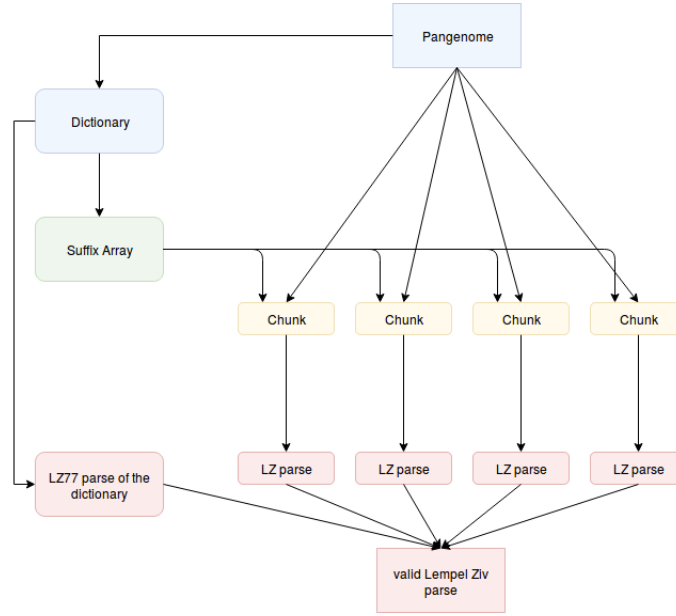 Pangenome
Dictionary
Suffix Array
Chunk
Chunk
Chunk
Chunk
LZ77 parse of the
dictionary
LZ parse
LZ parse
LZ parse
LZ parse
valid Lempel Ziv
parse